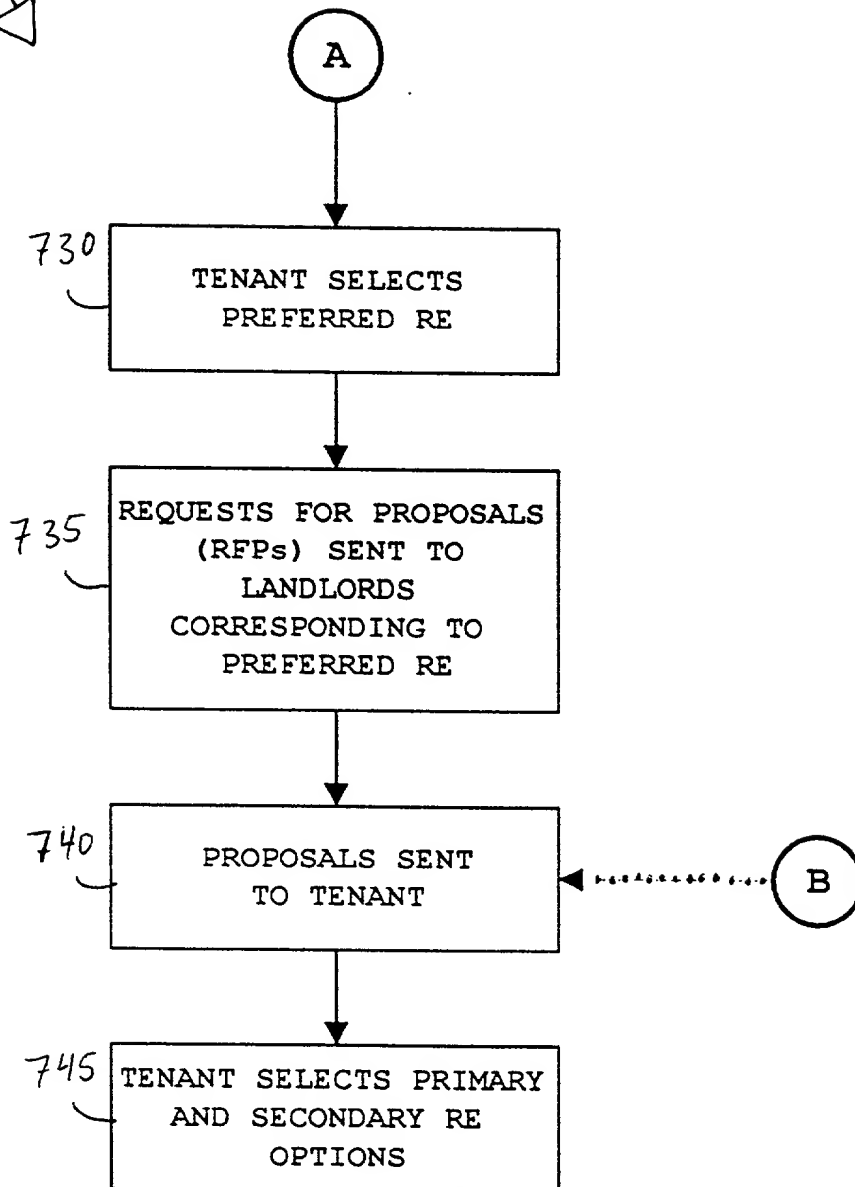 A
730
TENANT SELECTS
PREFERRED RE
735
REQUESTS FOR PROPOSALS
(RFPs) SENT TO
LANDLORDS
CORRESPONDING TO
PREFERRED RE
740
PROPOSALS SENT
TO TENANT
B
745
TENANT SELECTS PRIMARY
AND SECONDARY RE
OPTIONS